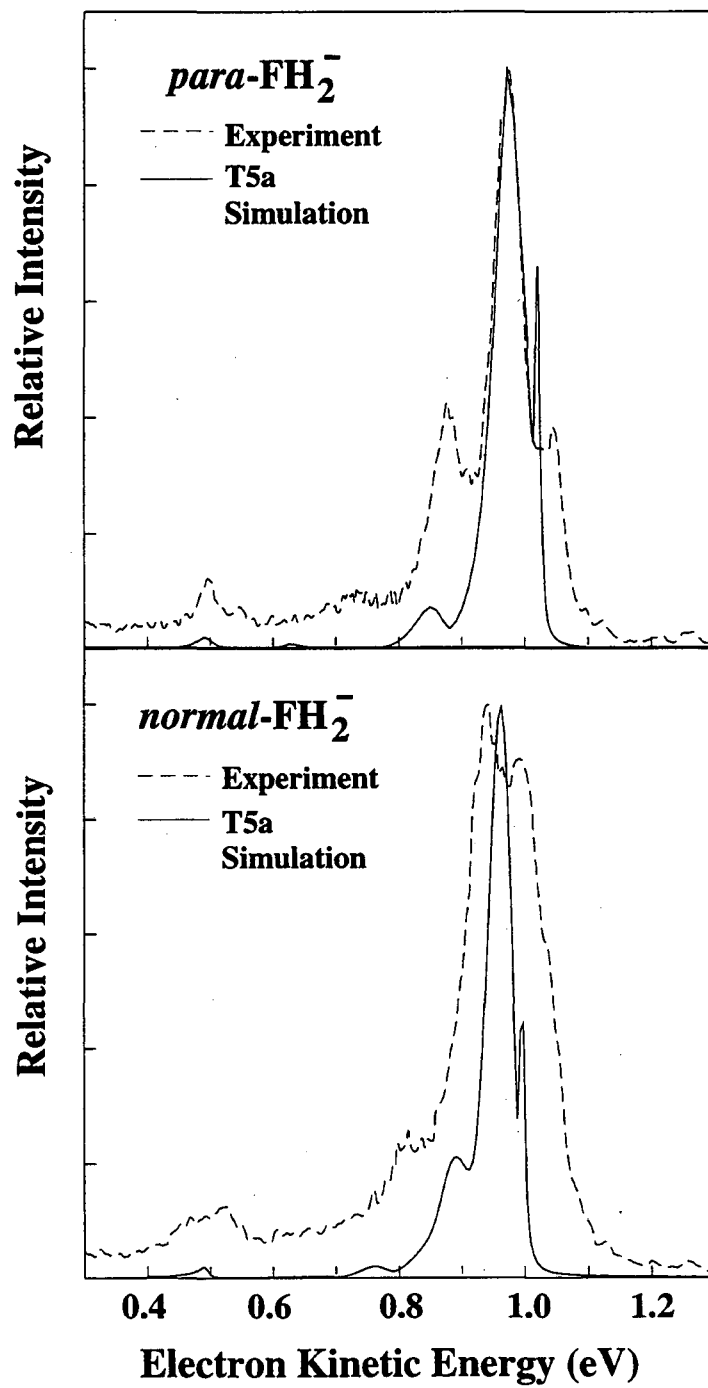 para-FH₂⁻
Experiment
T5a
Simulation
Relative Intensity
normal-FH₂⁻
Experiment
T5a
Simulation
Relative Intensity
0.4 0.6 0.8 1.0 1.2
Electron Kinetic Energy (eV)